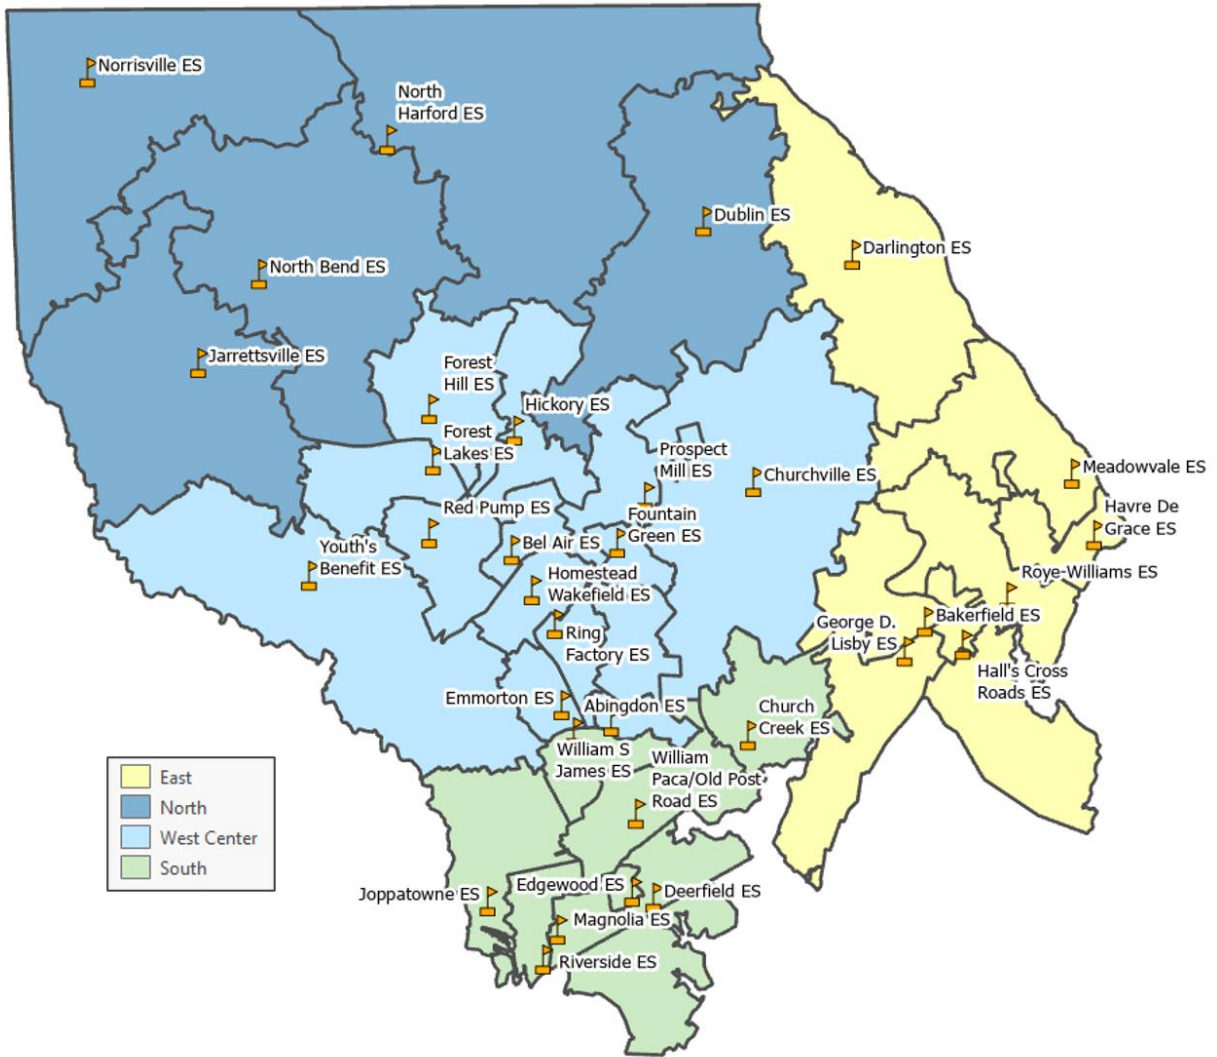 Norrisville ES
North
Harford ES
Dublin ES
Darlington ES
North Bend ES
Jarrettsville ES
Forest
Hill ES
Hickory ES
Forest
Lakes ES
Prospect
Mill ES
Churchville ES
Meadowvale ES
Red Pump ES
Fountain
Green ES
Havre De
Grace ES
Youth's
Benefit ES
Bel Air ES
Homestead
Wakefield ES
Roye-Williams ES
Ring
Factory ES
George D.
Lisby ES
Bakerfield ES
Hall's Cross
Roads ES
Emmorton ES
Abingdon ES
Church
Creek ES
William S
James ES
William
Paca/Old Post
Road ES
East
North
West Center
South
Joppatowne ES
Edgewood ES
Deerfield ES
Magnolia ES
Riverside ES